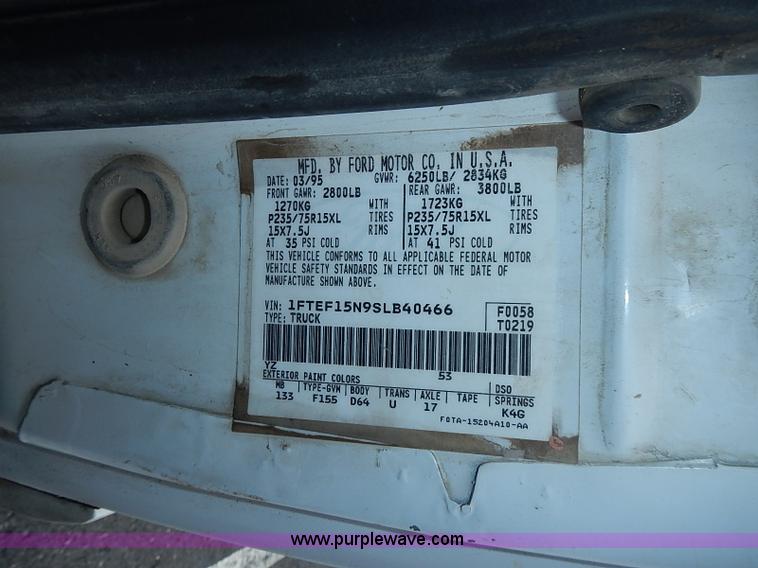 MFD. BY FORD MOTOR CO. IN U.S.A.
DATE: 03/95 GVWR: 6250LB/ 2834KG
FRONT GAWR: 2800LB REAR GAWR: 3800LB
1270KG WITH 1723KG WITH
P235/75R15XL TIRES P235/75R15XL TIRES
15X7.5J RIMS 15X7.5J RIMS
AT 35 PSI COLD AT 41 PSI COLD
THIS VEHICLE CONFORMS TO ALL APPLICABLE FEDERAL MOTOR
VEHICLE SAFETY STANDARDS IN EFFECT ON THE DATE OF
MANUFACTURE SHOWN ABOVE.
VIN: 1FTEF15N9SLB40466 F0058
TYPE: TRUCK T0219
YZ 53
EXTERIOR PAINT COLORS DSO
MB TYPE-GVM BODY TRANS AXLE TAPE SPRINGS
133 F155 D64 U 17 K4G
F0TA-15204A10-AA
www.purplewave.com